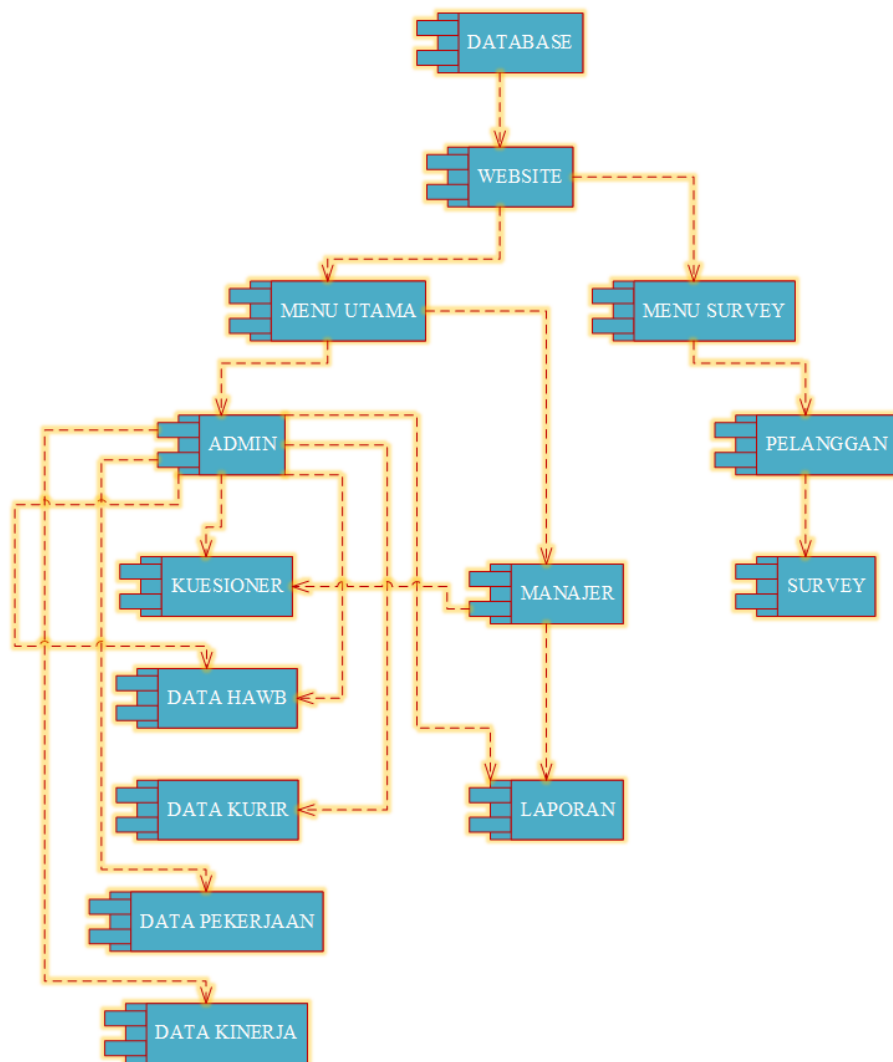 DATABASE
WEBSITE
MENU UTAMA
MENU SURVEY
ADMIN
PELANGGAN
KUESIONER
MANAJER
SURVEY
DATA HAWB
DATA KURIR
LAPORAN
DATA PEKERJAAN
DATA KINERJA